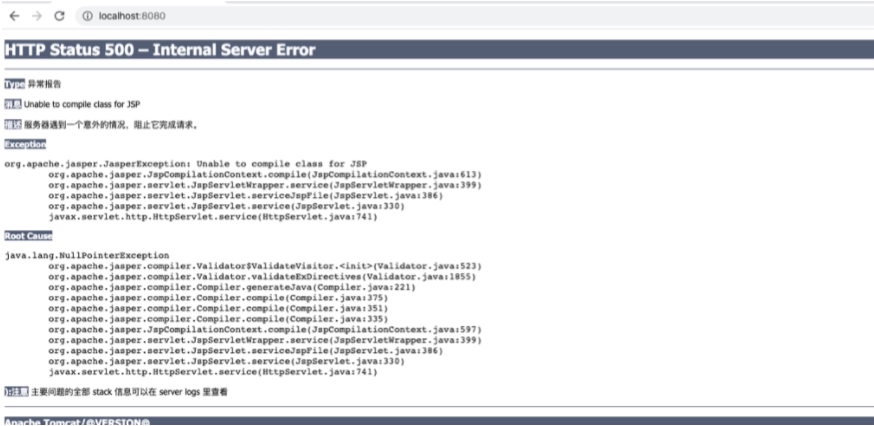 localhost:8080
HTTP Status 500 – Internal Server Error
Type 异常报告
消息 Unable to compile class for JSP
描述 服务器遇到一个意外的情况，阻止它完成请求。
Exception
org.apache.jasper.JasperException: Unable to compile class for JSP
org.apache.jasper.JspCompilationContext.compile(JspCompilationContext.java:613)
org.apache.jasper.servlet.JspServletWrapper.service(JspServletWrapper.java:399)
org.apache.jasper.servlet.JspServlet.serviceJspFile(JspServlet.java:386)
org.apache.jasper.servlet.JspServlet.service(JspServlet.java:330)
javax.servlet.http.HttpServlet.service(HttpServlet.java:741)
Root Cause
java.lang.NullPointerException
org.apache.jasper.compiler.Validator$ValidateVisitor.<init>(Validator.java:523)
org.apache.jasper.compiler.Validator.validateExDirectives(Validator.java:1855)
org.apache.jasper.compiler.Compiler.generateJava(Compiler.java:221)
org.apache.jasper.compiler.Compiler.compile(Compiler.java:375)
org.apache.jasper.compiler.Compiler.compile(Compiler.java:351)
org.apache.jasper.compiler.Compiler.compile(Compiler.java:335)
org.apache.jasper.JspCompilationContext.compile(JspCompilationContext.java:597)
org.apache.jasper.servlet.JspServletWrapper.service(JspServletWrapper.java:399)
org.apache.jasper.servlet.JspServlet.serviceJspFile(JspServlet.java:386)
org.apache.jasper.servlet.JspServlet.service(JspServlet.java:330)
javax.servlet.http.HttpServlet.service(HttpServlet.java:741)
):注意 主要问题的全部 stack 信息可以在 server logs 里查看
Apache Tomcat/@VERSION@